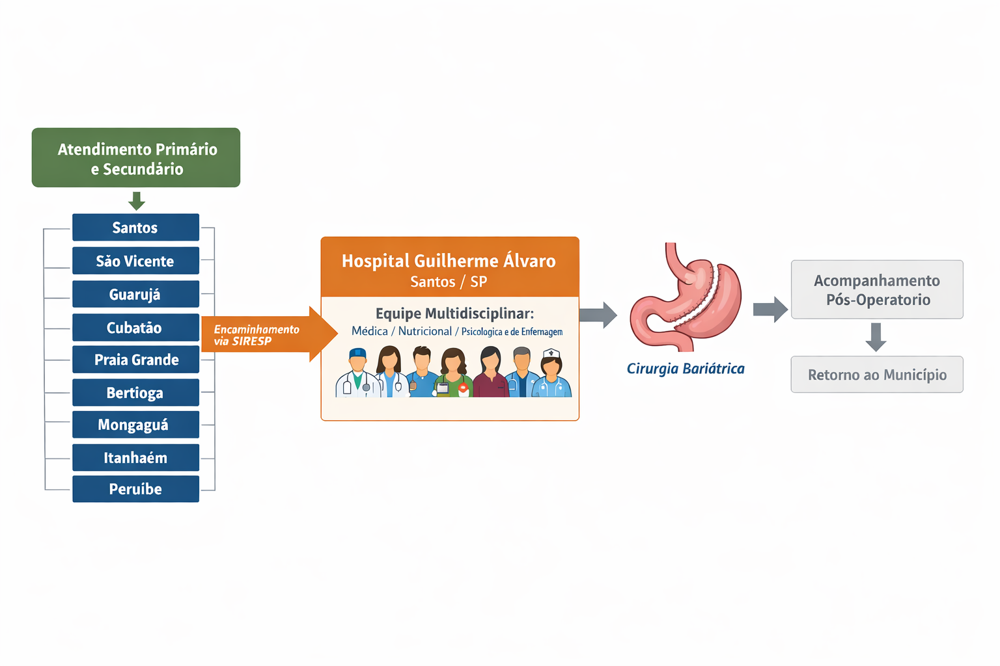 Atendimento Primário
e Secundário
Santos
São Vicente
Guarujá
Cubatão
Praia Grande
Bertioga
Mongaguá
Itanhaém
Peruíbe
Encaminhamento
via SIRESP
Hospital Guilherme Álvaro
Santos / SP
Equipe Multidisciplinar:
Médica / Nutricional / Psicologica e de Enfemagem
Cirurgia Bariátrica
Acompanhamento
Pós-Operatorio
Retorno ao Município